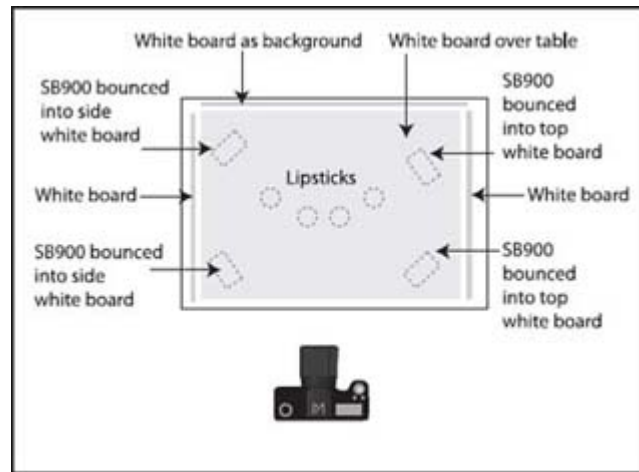 White board as background
White board over table
SB900 bounced
into side
white board
SB900
bounced
into top
white board
Lipsticks
White board
White board
SB900 bounced
into side
white board
SB900
bounced
into top
white board
M